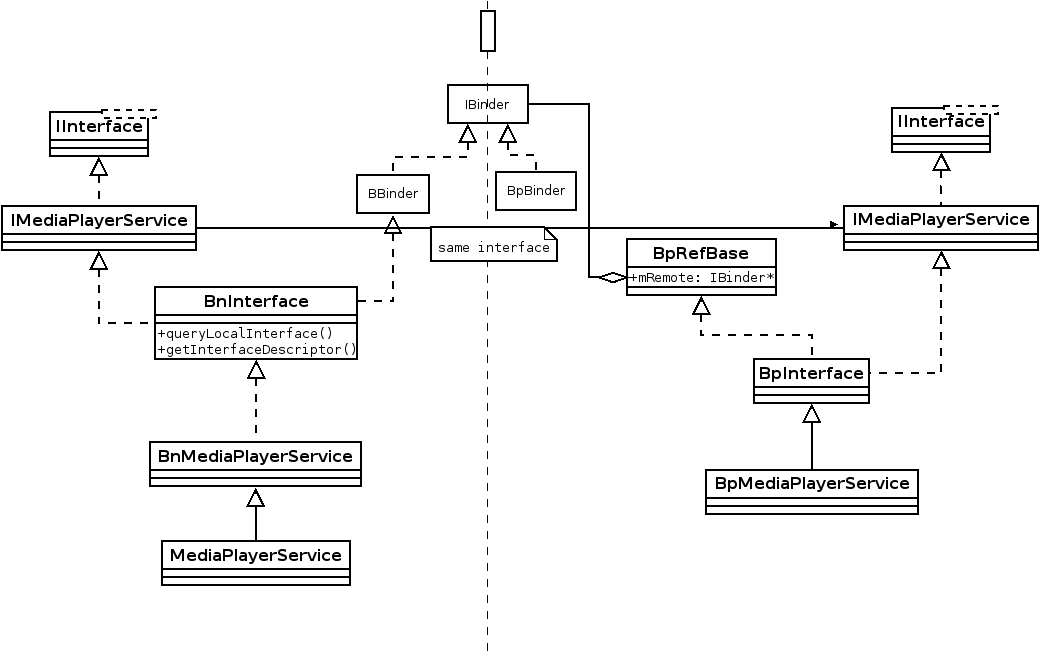 IBinder
IInterface
IInterface
BBinder
BpBinder
IMediaPlayerService
IMediaPlayerService
same interface
BpRefBase
+mRemote: IBinder*
BnInterface
+queryLocalInterface()
+getInterfaceDescriptor()
BpInterface
BnMediaPlayerService
BpMediaPlayerService
MediaPlayerService